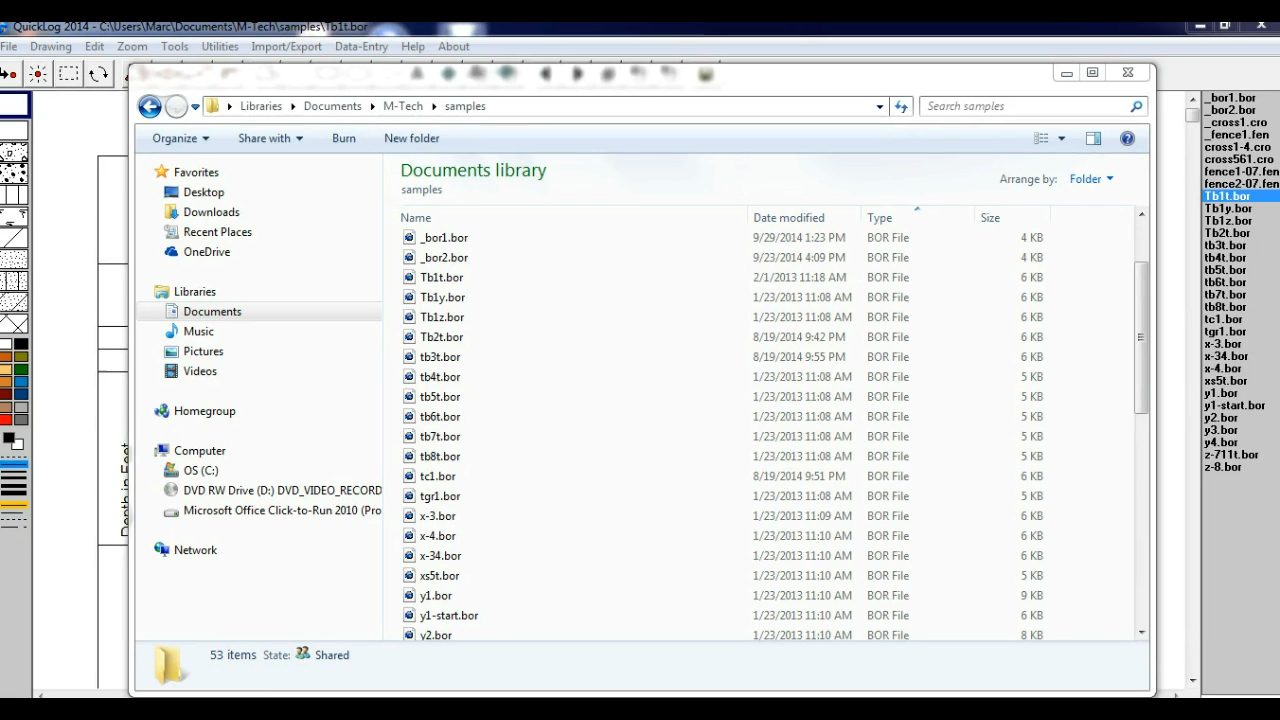 QuickLog 2014 - C:\Users\Marc\Documents\M-Tech\samples\Tb1t.bor
File Drawing Edit Zoom Tools Utilities Import/Export Data-Entry Help About
Libraries Documents M-Tech samples
Search samples
Organize Share with Burn New folder
Favorites
Desktop
Downloads
Recent Places
OneDrive
Libraries
Documents
Music
Pictures
Videos
Homegroup
Computer
OS (C:)
DVD RW Drive (D:) DVD_VIDEO_RECORD
Microsoft Office Click-to-Run 2010 (Pro
Network
Documents library
samples
Arrange by: Folder
Name Date modified Type Size
_bor1.bor 9/29/2014 1:23 PM BOR File 4 KB
_bor2.bor 9/23/2014 4:09 PM BOR File 4 KB
Tb1t.bor 2/1/2013 11:18 AM BOR File 6 KB
Tb1y.bor 1/23/2013 11:08 AM BOR File 6 KB
Tb1z.bor 1/23/2013 11:08 AM BOR File 6 KB
Tb2t.bor 8/19/2014 9:42 PM BOR File 6 KB
tb3t.bor 8/19/2014 9:55 PM BOR File 6 KB
tb4t.bor 1/23/2013 11:08 AM BOR File 5 KB
tb5t.bor 1/23/2013 11:08 AM BOR File 5 KB
tb6t.bor 1/23/2013 11:08 AM BOR File 5 KB
tb7t.bor 1/23/2013 11:08 AM BOR File 5 KB
tb8t.bor 1/23/2013 11:08 AM BOR File 5 KB
tc1.bor 8/19/2014 9:51 PM BOR File 6 KB
tgr1.bor 1/23/2013 11:08 AM BOR File 5 KB
x-3.bor 1/23/2013 11:09 AM BOR File 6 KB
x-4.bor 1/23/2013 11:10 AM BOR File 6 KB
x-34.bor 1/23/2013 11:10 AM BOR File 6 KB
xs5t.bor 1/23/2013 11:10 AM BOR File 5 KB
y1.bor 1/23/2013 11:10 AM BOR File 9 KB
y1-start.bor 1/23/2013 11:10 AM BOR File 6 KB
y2.bor 1/23/2013 11:10 AM BOR File 8 KB
53 items State: Shared
Depth in Feet
_bor1.bor
_bor2.bor
_cross1.cro
_fence1.fen
cross1-4.cro
cross561.cro
fence1-07.fen
fence2-07.fen
Tb1t.bor
Tb1y.bor
Tb1z.bor
Tb2t.bor
tb3t.bor
tb4t.bor
tb5t.bor
tb6t.bor
tb7t.bor
tb8t.bor
tc1.bor
tgr1.bor
x-3.bor
x-34.bor
x-4.bor
xs5t.bor
y1.bor
y1-start.bor
y2.bor
y3.bor
y4.bor
z-711t.bor
z-8.bor